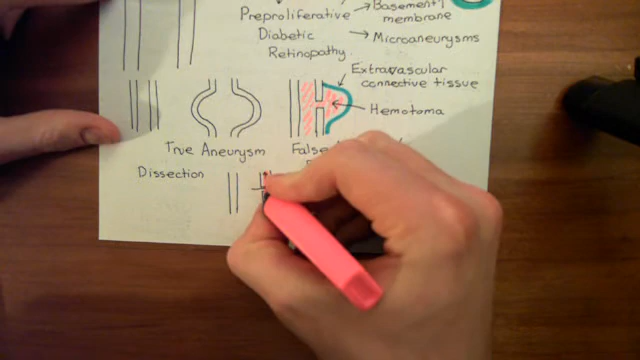 Preproliferative
Diabetic
Retinopathy
Basement
membrane
Microaneurysms
Extravascular
connective tissue
Hematoma
True Aneurysm
False
Dissection